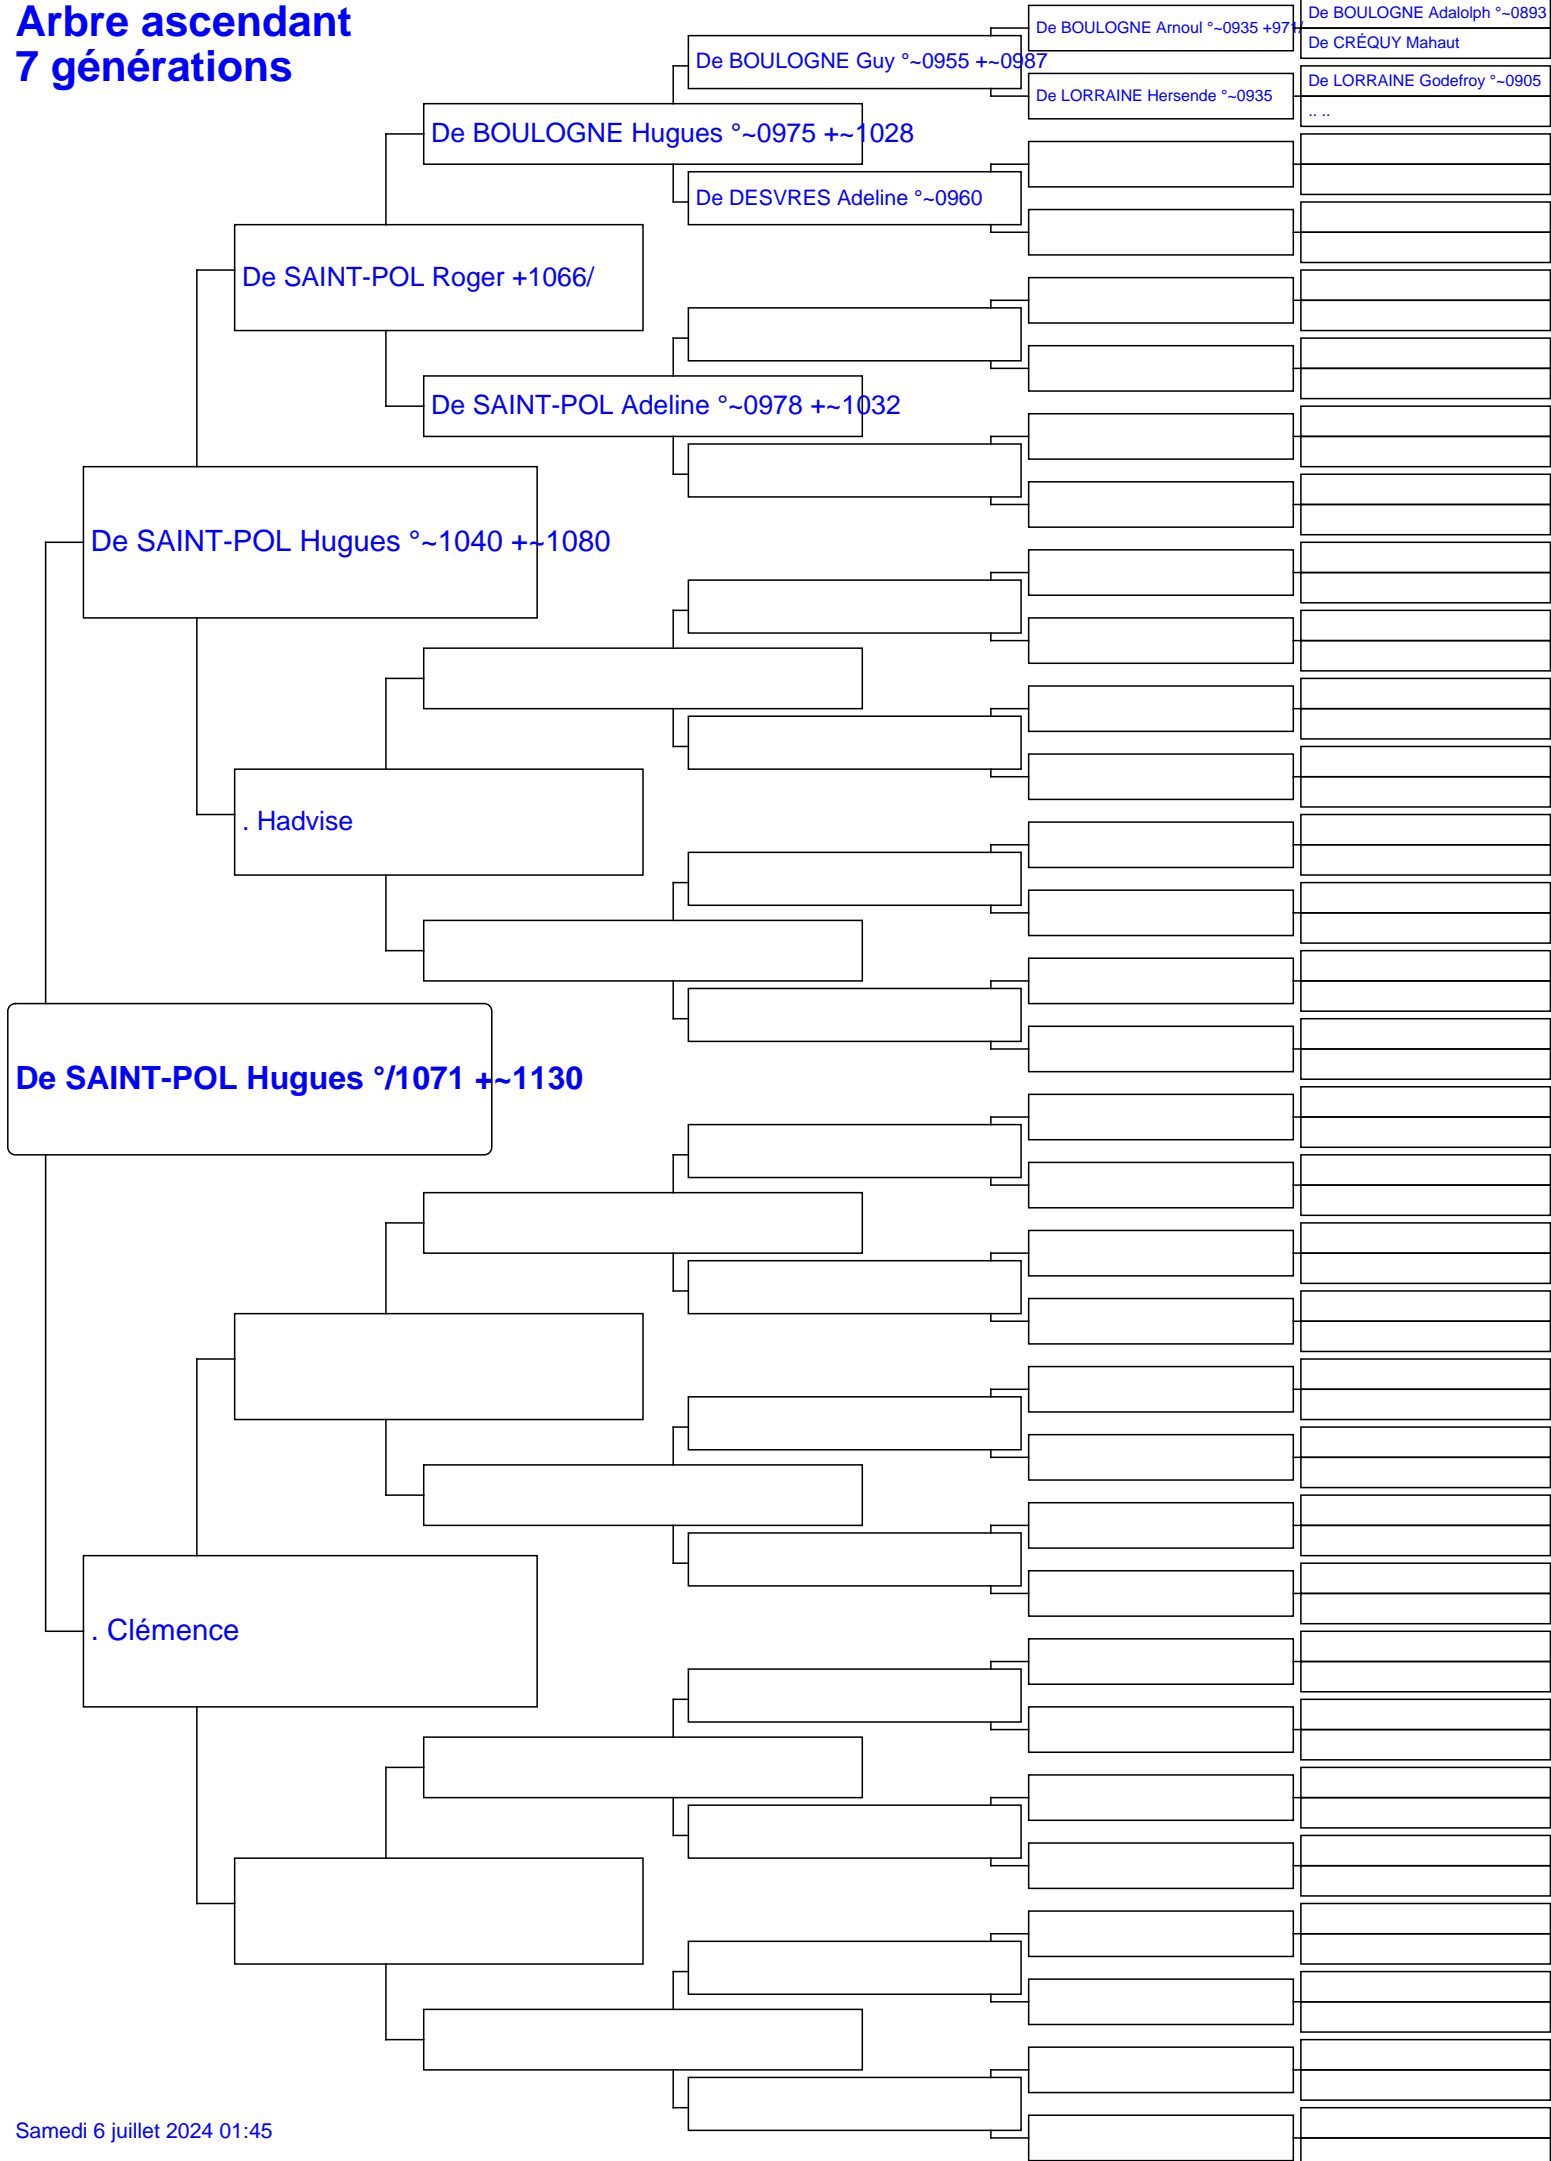 Arbre ascendant
7 générations
De BOULOGNE Adalolph °~0893
De BOULOGNE Arnoul °~0935 +971/
De CRÉQUY Mahaut
De BOULOGNE Guy °~0955 +~0987
De LORRAINE Godefroy °~0905
De LORRAINE Hersende °~0935
.. ..
De BOULOGNE Hugues °~0975 +~1028
De DESVRES Adeline °~0960
De SAINT-POL Roger +1066/
De SAINT-POL Adeline °~0978 +~1032
De SAINT-POL Hugues °~1040 +~1080
. Hadvise
De SAINT-POL Hugues °/1071 +~1130
. Clémence
Samedi 6 juillet 2024 01:45